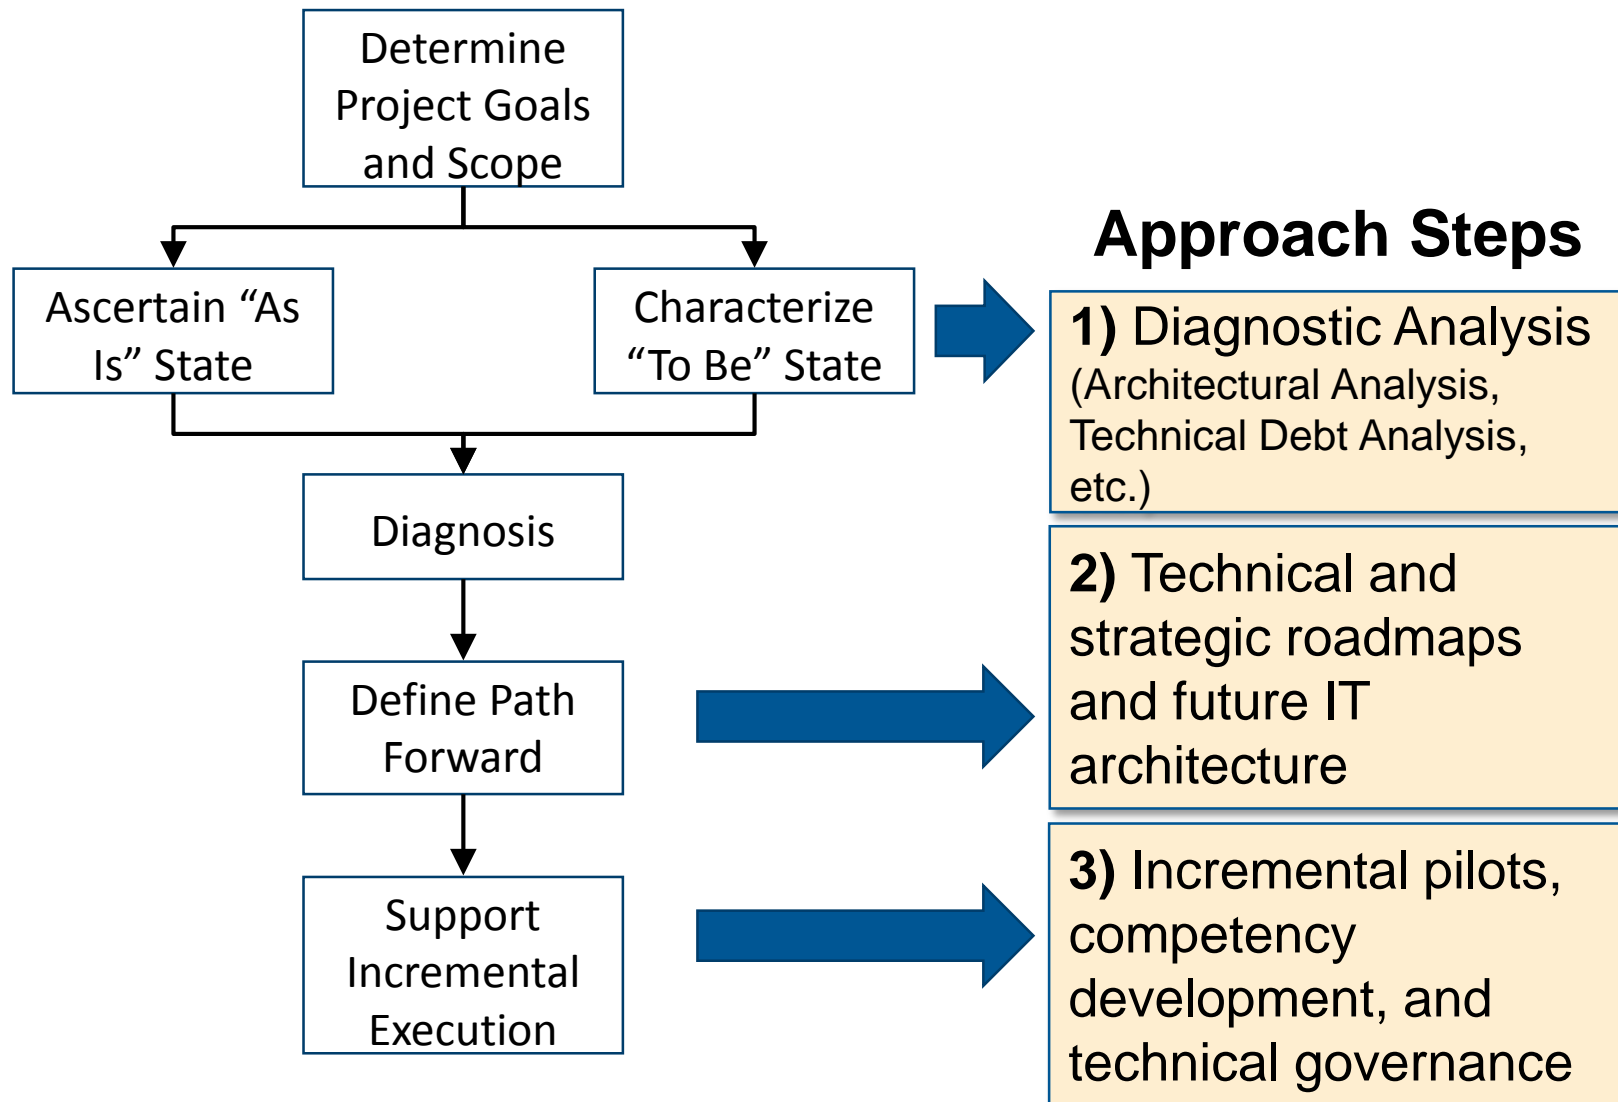 Determine
Project Goals
and Scope
Ascertain “As
Is” State
Characterize
“To Be” State
Diagnosis
Define Path
Forward
Support
Incremental
Execution
Approach Steps
1) Diagnostic Analysis
(Architectural Analysis,
Technical Debt Analysis,
etc.)
2) Technical and
strategic roadmaps
and future IT
architecture
3) Incremental pilots,
competency
development, and
technical governance